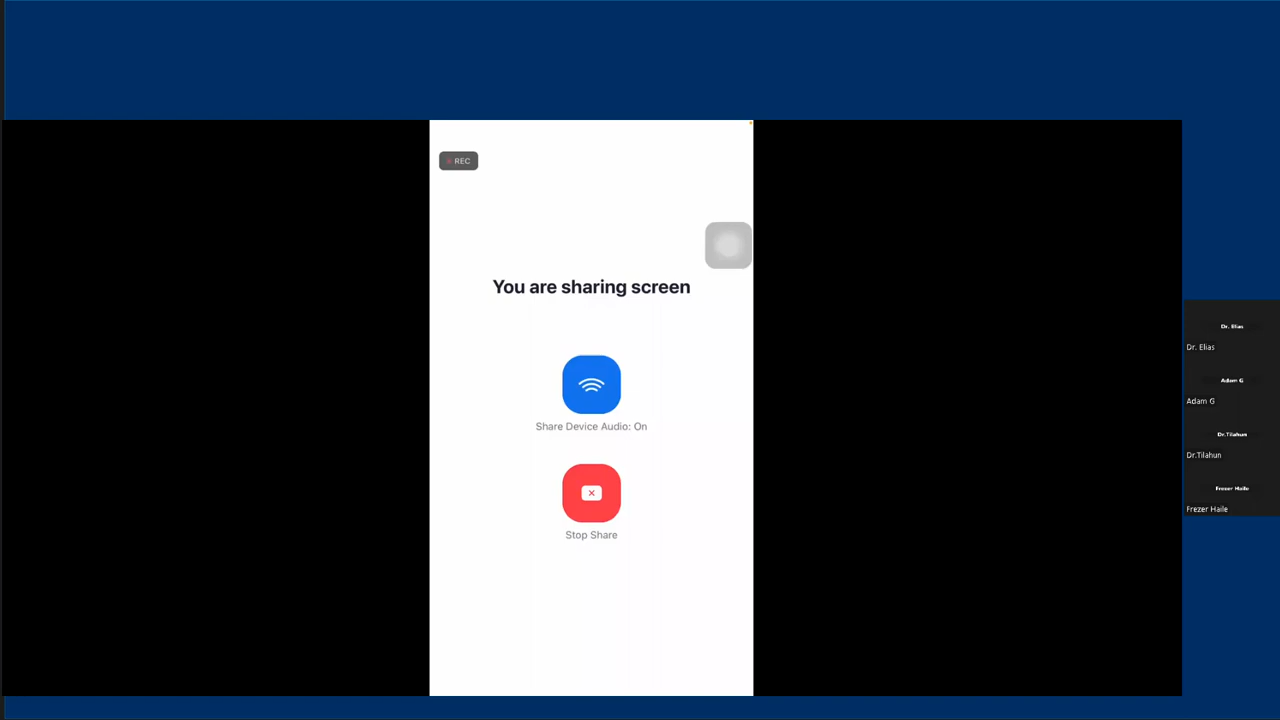 REC
You are sharing screen
Share Device Audio: On
Stop Share
Dr. Elias
Dr. Elias
Adam G
Adam G
Dr.Tilahun
Dr.Tilahun
Frezer Haile
Frezer Haile